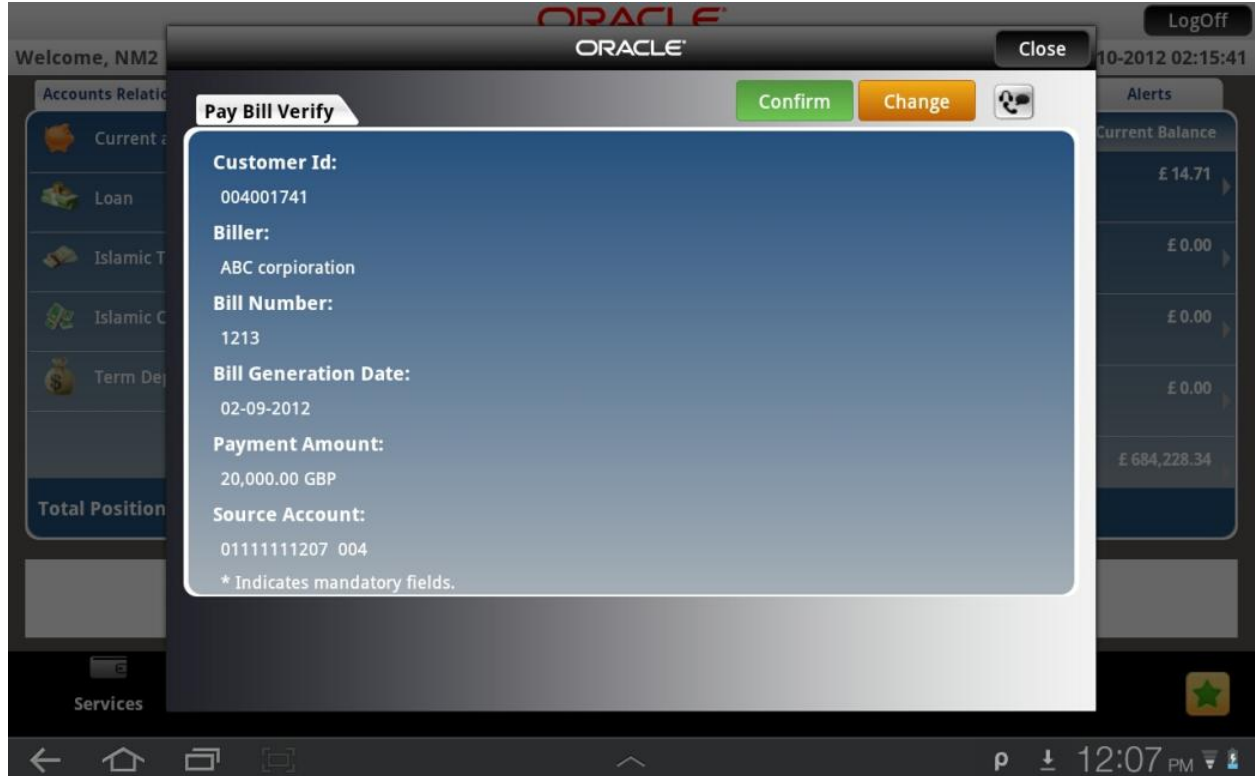 ORACLE
LogOff
Welcome, NM2
10-2012 02:15:41
ORACLE
Close
Accounts
Alerts
Pay Bill Verify
Confirm
Change
Current
Current Balance
£ 14.71
Loan
£ 0.00
Islamic
£ 0.00
Islamic
£ 0.00
Term
£ 684,228.34
Total Position
Customer Id:
004001741
Biller:
ABC corpioration
Bill Number:
1213
Bill Generation Date:
02-09-2012
Payment Amount:
20,000.00 GBP
Source Account:
01111111207 004
* Indicates mandatory fields.
Services
12:07 PM